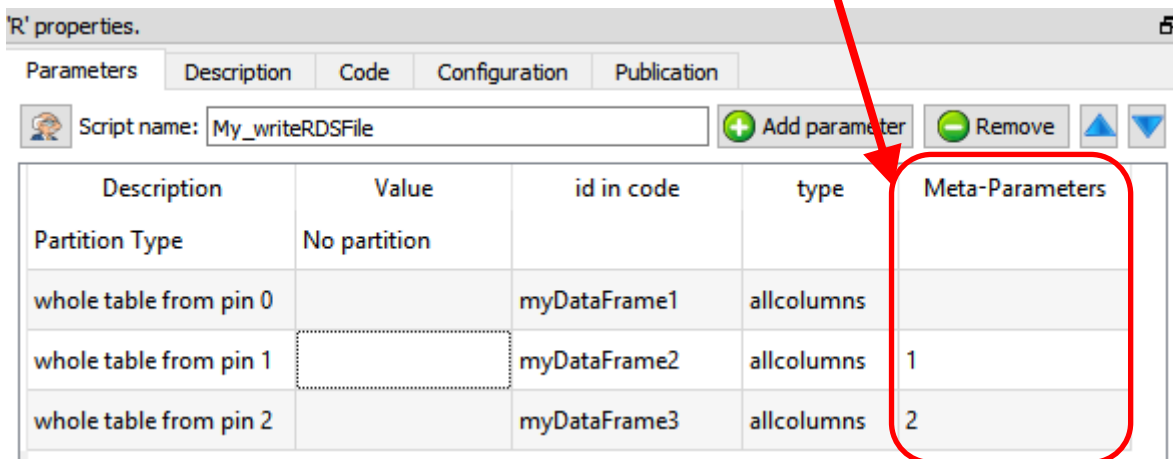 'R' properties.
Parameters Description Code Configuration Publication
Script name: My_writeRDSFile Add parameter Remove
Description Value id in code type Meta-Parameters
Partition Type No partition
whole table from pin 0 myDataFrame1 allcolumns
whole table from pin 1 myDataFrame2 allcolumns 1
whole table from pin 2 myDataFrame3 allcolumns 2